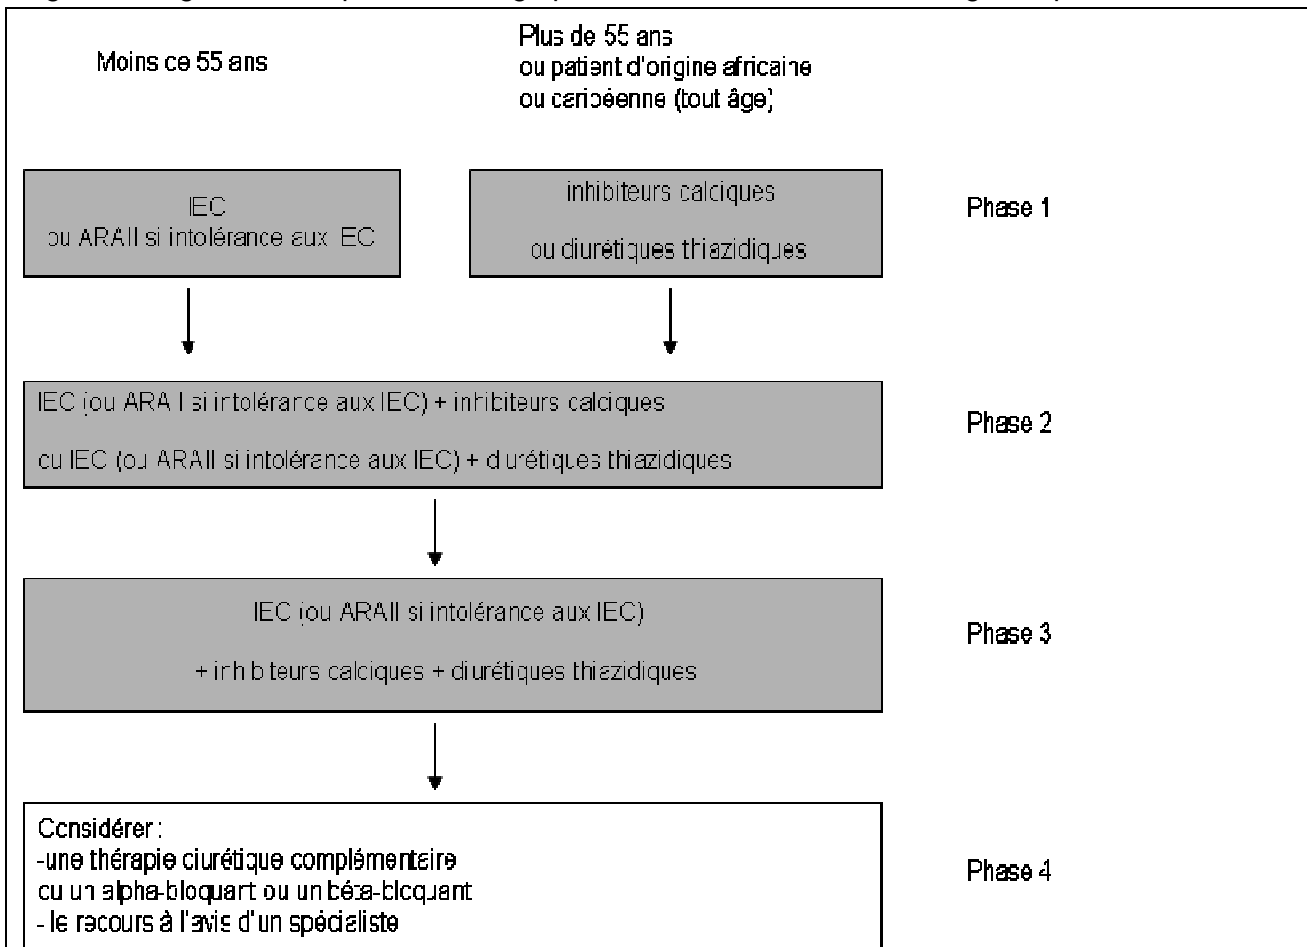 Moins ce 55 ans
Plus de 55 ans
ou patient d'origine africaine
ou caribéenne (tout âge)
IEC
ou ARAII si intolérance aux IEC
inhibiteurs calciques
ou diurétiques thiazidiques
Phase 1
IEC (ou ARAII si intolérance aux IEC) + inhibiteurs calciques
ou IEC (ou ARAII si intolérance aux IEC) + diurétiques thiazidiques
Phase 2
IEC (ou ARAII si intolérance aux IEC)
+ inhibiteurs calciques + diurétiques thiazidiques
Phase 3
Considérer :
-une thérapie ciurétique complémentaire
ou un alpha-bloquant ou un béta-bloquant
- le recours à l'avis d'un spécialiste
Phase 4